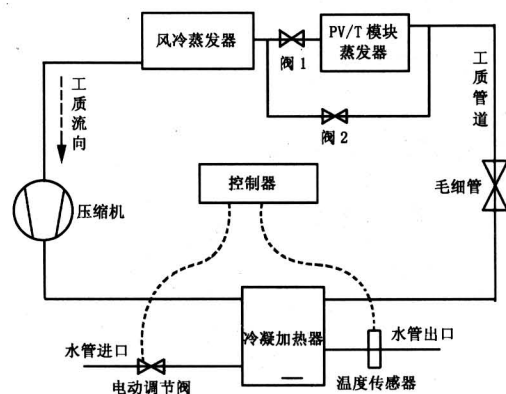 风冷蒸发器
PV/T 模块
蒸发器
阀 1
阀 2
工质流向
工质管道
控制器
毛细管
压缩机
冷凝加热器
水管进口
水管出口
电动调节阀
温度传感器